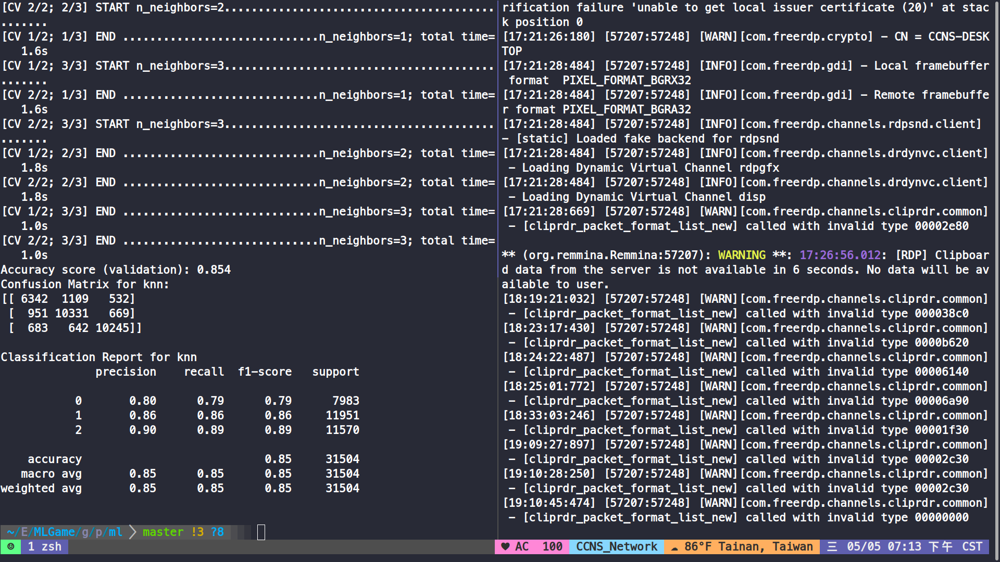 [CV 2/2; 2/3] START n_neighbors=2........................................
.......
[CV 1/2; 1/3] END .............................n_neighbors=1; total time=
   1.6s
[CV 1/2; 3/3] START n_neighbors=3........................................
.......
[CV 2/2; 1/3] END .............................n_neighbors=1; total time=
   1.6s
[CV 2/2; 3/3] START n_neighbors=3........................................
.......
[CV 1/2; 2/3] END .............................n_neighbors=2; total time=
   1.8s
[CV 2/2; 2/3] END .............................n_neighbors=2; total time=
   1.8s
[CV 1/2; 3/3] END .............................n_neighbors=3; total time=
   1.0s
[CV 2/2; 3/3] END .............................n_neighbors=3; total time=
   1.0s
Accuracy score (validation): 0.854
Confusion Matrix for knn:
[[ 6342  1109   532]
 [  951 10331   669]
 [  683   642 10245]]

Classification Report for knn
              precision    recall  f1-score   support

           0       0.80      0.79      0.79      7983
           1       0.86      0.86      0.86     11951
           2       0.90      0.89      0.89     11570

    accuracy                           0.85     31504
   macro avg       0.85      0.85      0.85     31504
weighted avg       0.85      0.85      0.85     31504

~/E/MLGame/g/p/ml master !3 ?8
rification failure 'unable to get local issuer certificate (20)' at stac
k position 0
[17:21:26:180] [57207:57248] [WARN][com.freerdp.crypto] - CN = CCNS-DESK
TOP
[17:21:28:484] [57207:57248] [INFO][com.freerdp.gdi] - Local framebuffer
 format  PIXEL_FORMAT_BGRX32
[17:21:28:484] [57207:57248] [INFO][com.freerdp.gdi] - Remote framebuffe
r format PIXEL_FORMAT_BGRA32
[17:21:28:484] [57207:57248] [INFO][com.freerdp.channels.rdpsnd.client]
- [static] Loaded fake backend for rdpsnd
[17:21:28:484] [57207:57248] [INFO][com.freerdp.channels.drdynvc.client]
 - Loading Dynamic Virtual Channel rdpgfx
[17:21:28:484] [57207:57248] [INFO][com.freerdp.channels.drdynvc.client]
 - Loading Dynamic Virtual Channel disp
[17:21:28:669] [57207:57248] [WARN][com.freerdp.channels.cliprdr.common]
 - [cliprdr_packet_format_list_new] called with invalid type 00002e80

** (org.remmina.Remmina:57207): WARNING **: 17:26:56.012: [RDP] Clipboar
d data from the server is not available in 6 seconds. No data will be av
ailable to user.
[18:19:21:032] [57207:57248] [WARN][com.freerdp.channels.cliprdr.common]
 - [cliprdr_packet_format_list_new] called with invalid type 000038c0
[18:23:17:430] [57207:57248] [WARN][com.freerdp.channels.cliprdr.common]
 - [cliprdr_packet_format_list_new] called with invalid type 0000b620
[18:24:22:487] [57207:57248] [WARN][com.freerdp.channels.cliprdr.common]
 - [cliprdr_packet_format_list_new] called with invalid type 00006140
[18:25:01:772] [57207:57248] [WARN][com.freerdp.channels.cliprdr.common]
 - [cliprdr_packet_format_list_new] called with invalid type 00006a90
[18:33:03:246] [57207:57248] [WARN][com.freerdp.channels.cliprdr.common]
 - [cliprdr_packet_format_list_new] called with invalid type 00001f30
[19:09:27:897] [57207:57248] [WARN][com.freerdp.channels.cliprdr.common]
 - [cliprdr_packet_format_list_new] called with invalid type 00002c30
[19:10:28:250] [57207:57248] [WARN][com.freerdp.channels.cliprdr.common]
 - [cliprdr_packet_format_list_new] called with invalid type 00002c30
[19:10:45:474] [57207:57248] [WARN][com.freerdp.channels.cliprdr.common]
 - [cliprdr_packet_format_list_new] called with invalid type 00000000
☺ 1 zsh ♥ AC  100 CCNS_Network ☁ 86°F Tainan, Taiwan 三 05/05 07:13 下午 CST